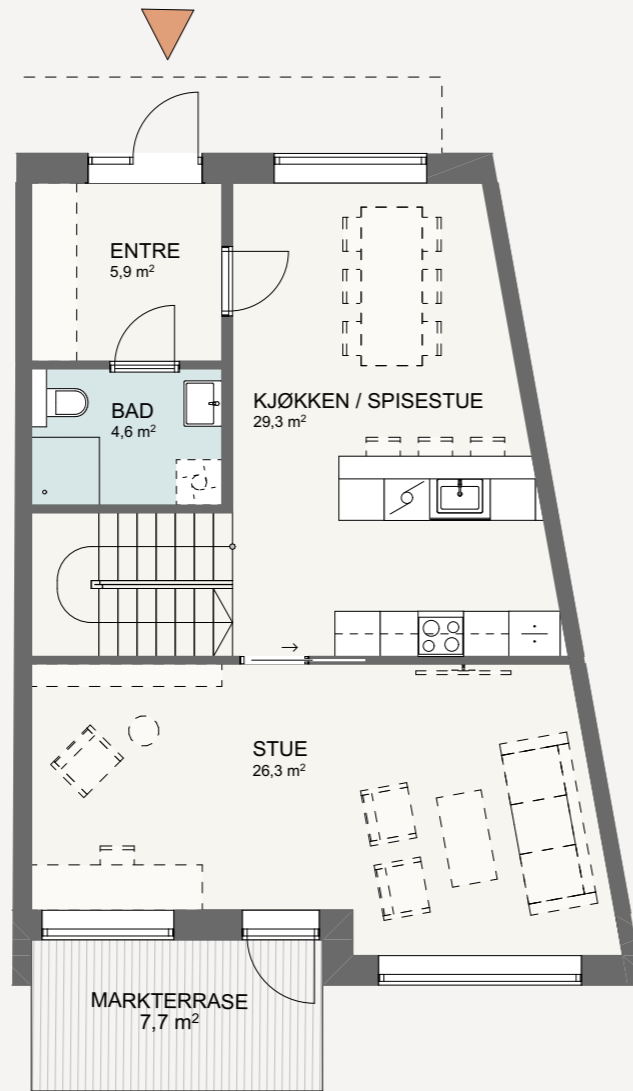 ENTRE
5,9 m²
BAD
4,6 m²
KJØKKEN / SPISESTUE
29,3 m²
STUE
26,3 m²
MARKTERRASE
7,7 m²